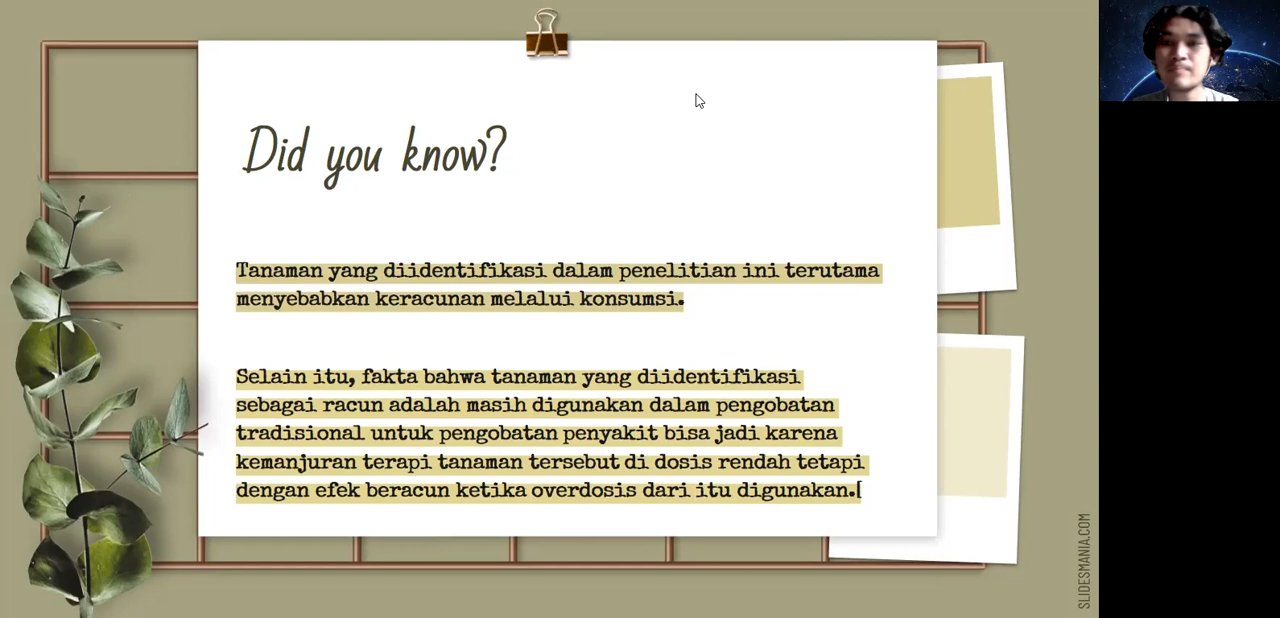 Did you know?
Tanaman yang diidentifikasi dalam penelitian ini terutama
menyebabkan keracunan melalui konsumsi.
Selain itu, fakta bahwa tanaman yang diidentifikasi
sebagai racun adalah masih digunakan dalam pengobatan
tradisional untuk pengobatan penyakit bisa jadi karena
kemanjuran terapi tanaman tersebut di dosis rendah tetapi
dengan efek beracun ketika overdosis dari itu digunakan.[
SLIDESMANIA.COM